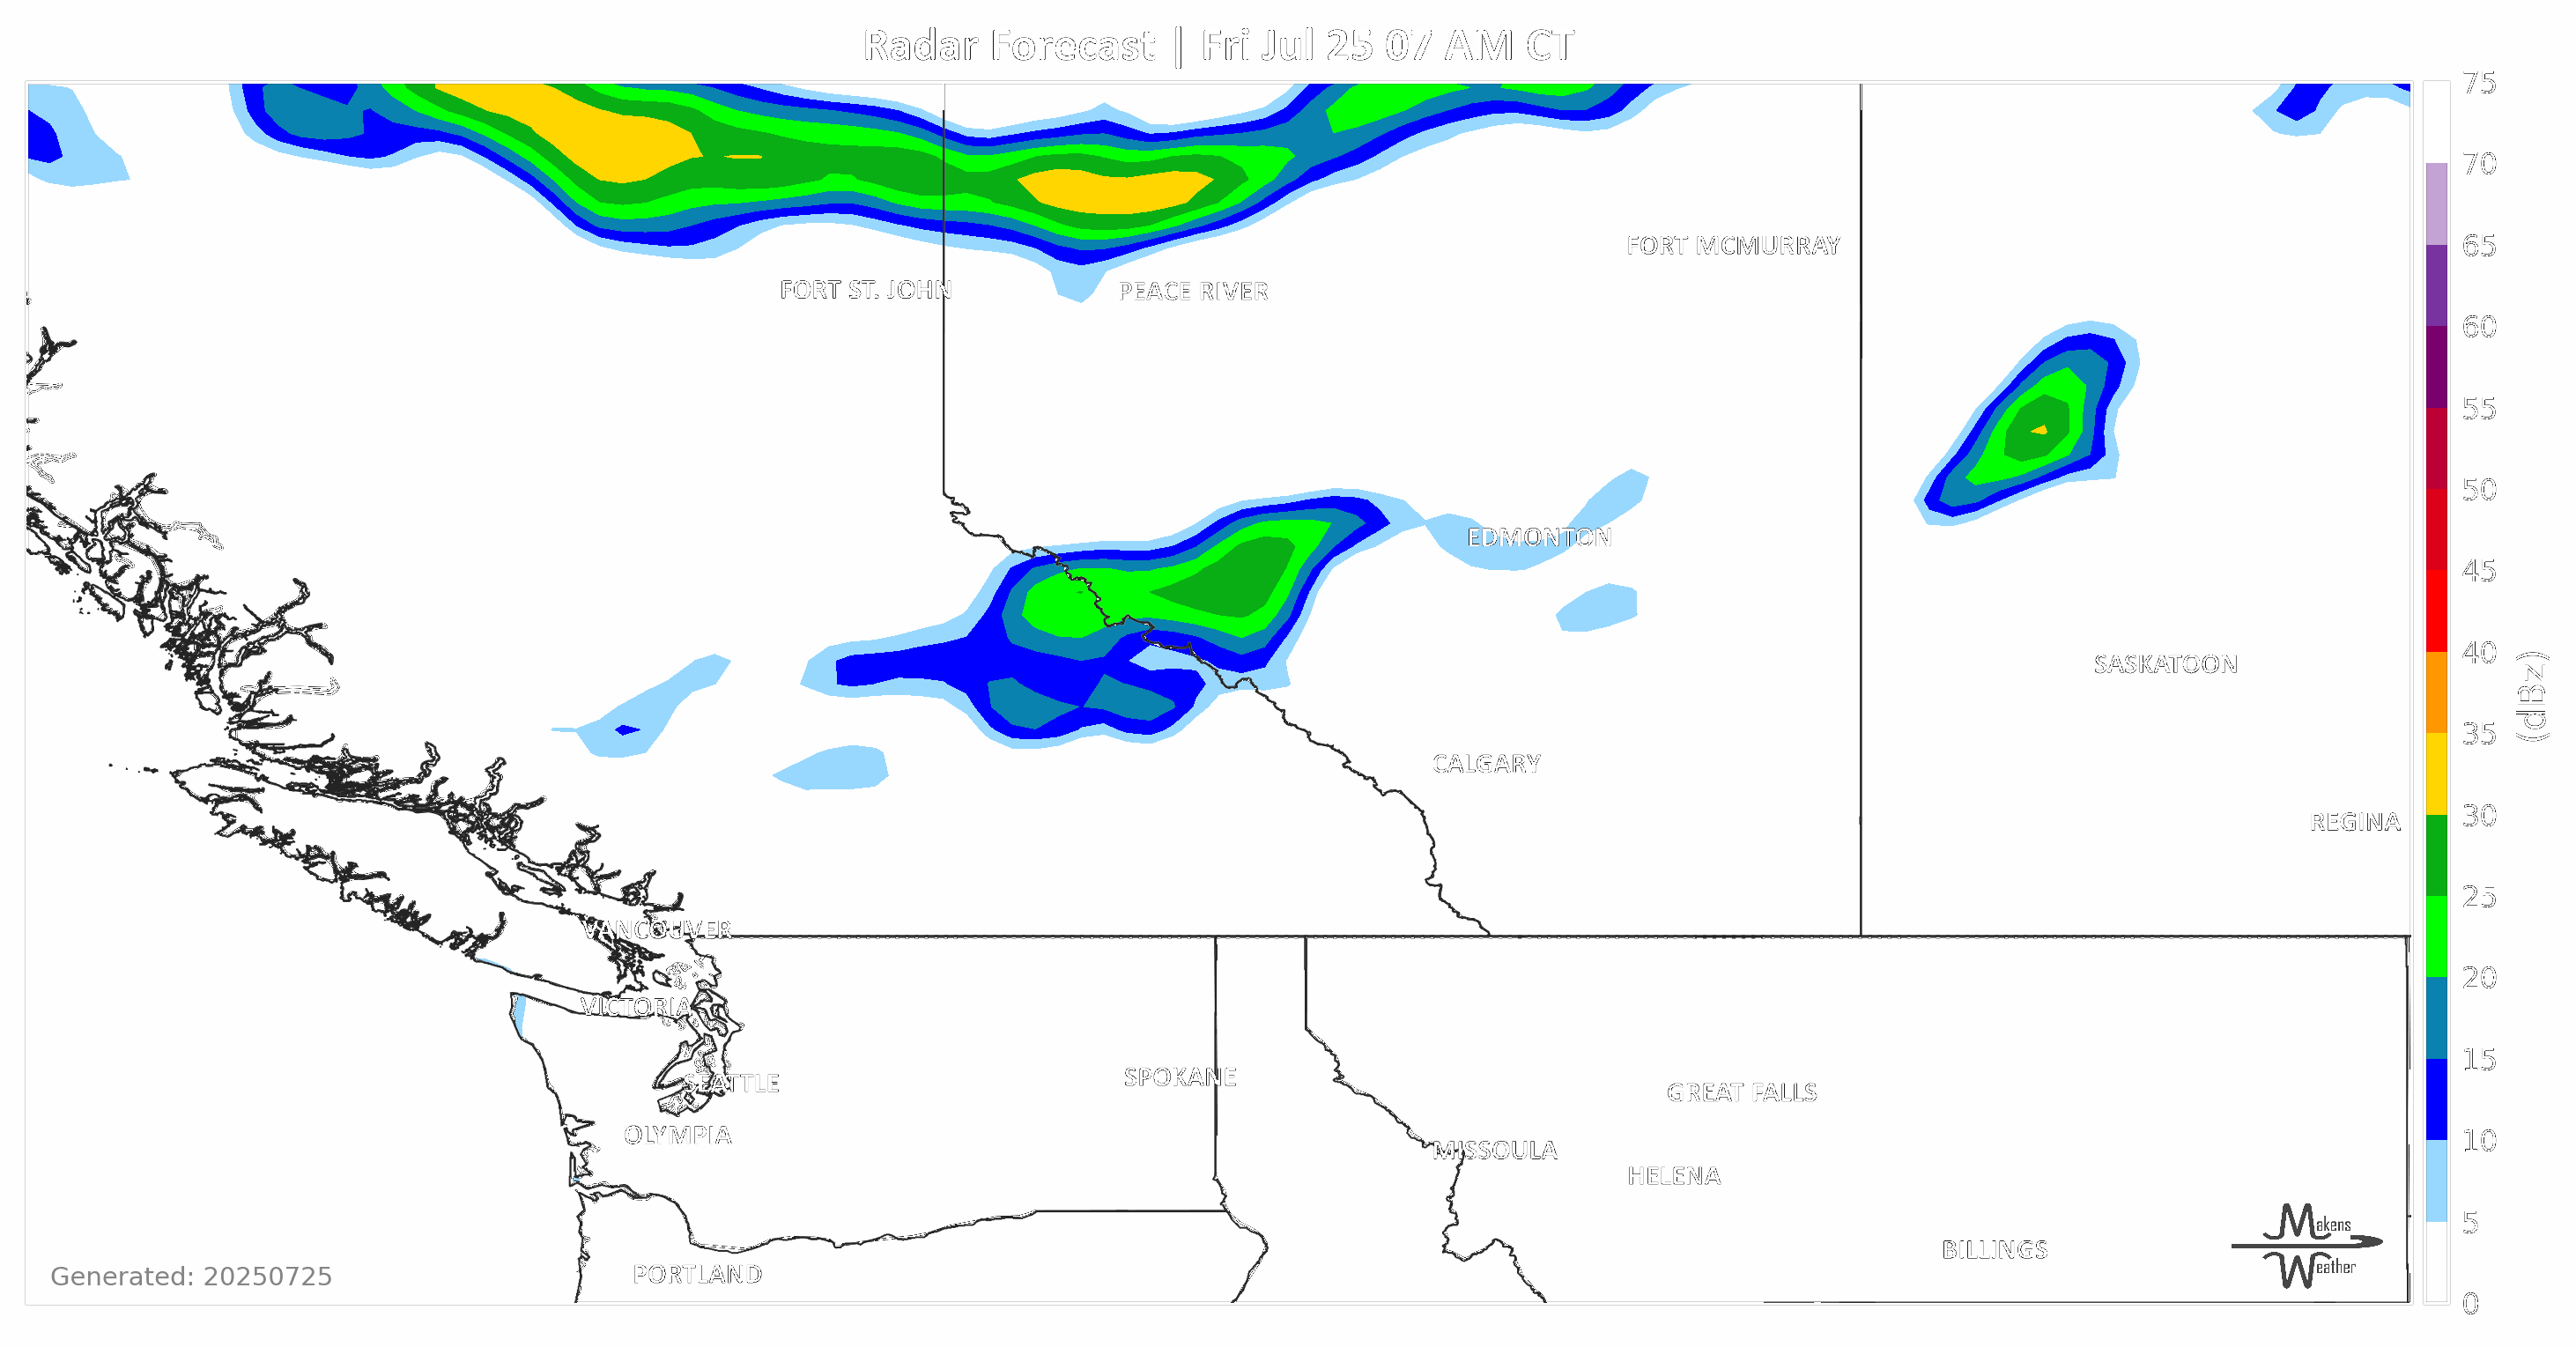 Radar Forecast | Fri Jul 25 07 AM CT
75
70
65
60
55
50
45
40
35
30
25
20
15
10
5
0
(dBz)
FORT MCMURRAY
FORT ST. JOHN
PEACE RIVER
EDMONTON
SASKATOON
CALGARY
REGINA
VANCOUVER
VICTORIA
SEATTLE
SPOKANE
GREAT FALLS
OLYMPIA
MISSOULA
HELENA
BILLINGS
PORTLAND
Generated: 20250725
Makens
Weather